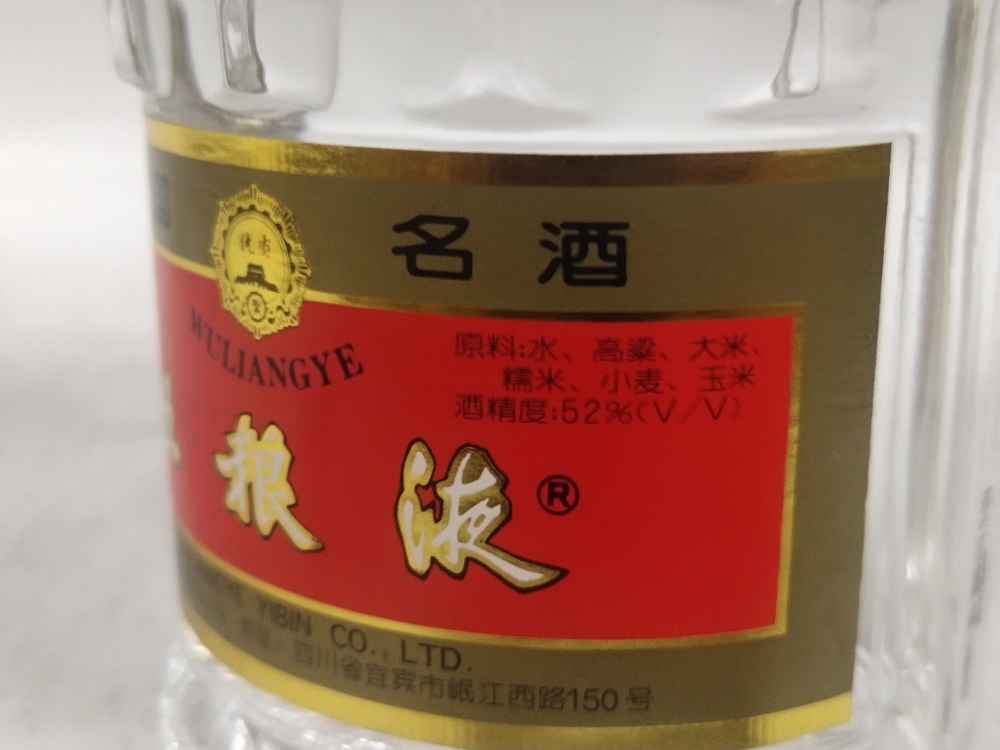 名酒
WULIANGYE
原料:水、高粱、大米、
糯米、小麦、玉米
酒精度:52%(V/V)
粮液®
YIBIN CO., LTD.
四川省宜宾市岷江西路150号